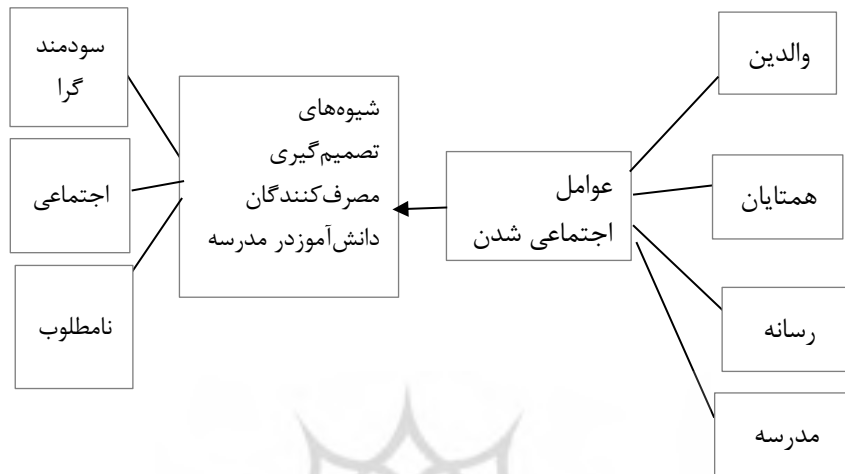 والدین
همتایان
رسانه
مدرسه
عوامل
اجتماعی شدن
شیوه‌های
تصمیم‌گیری
مصرف‌کنندگان
دانش‌آموزدر مدرسه
سودمند
گرا
اجتماعی
نامطلوب